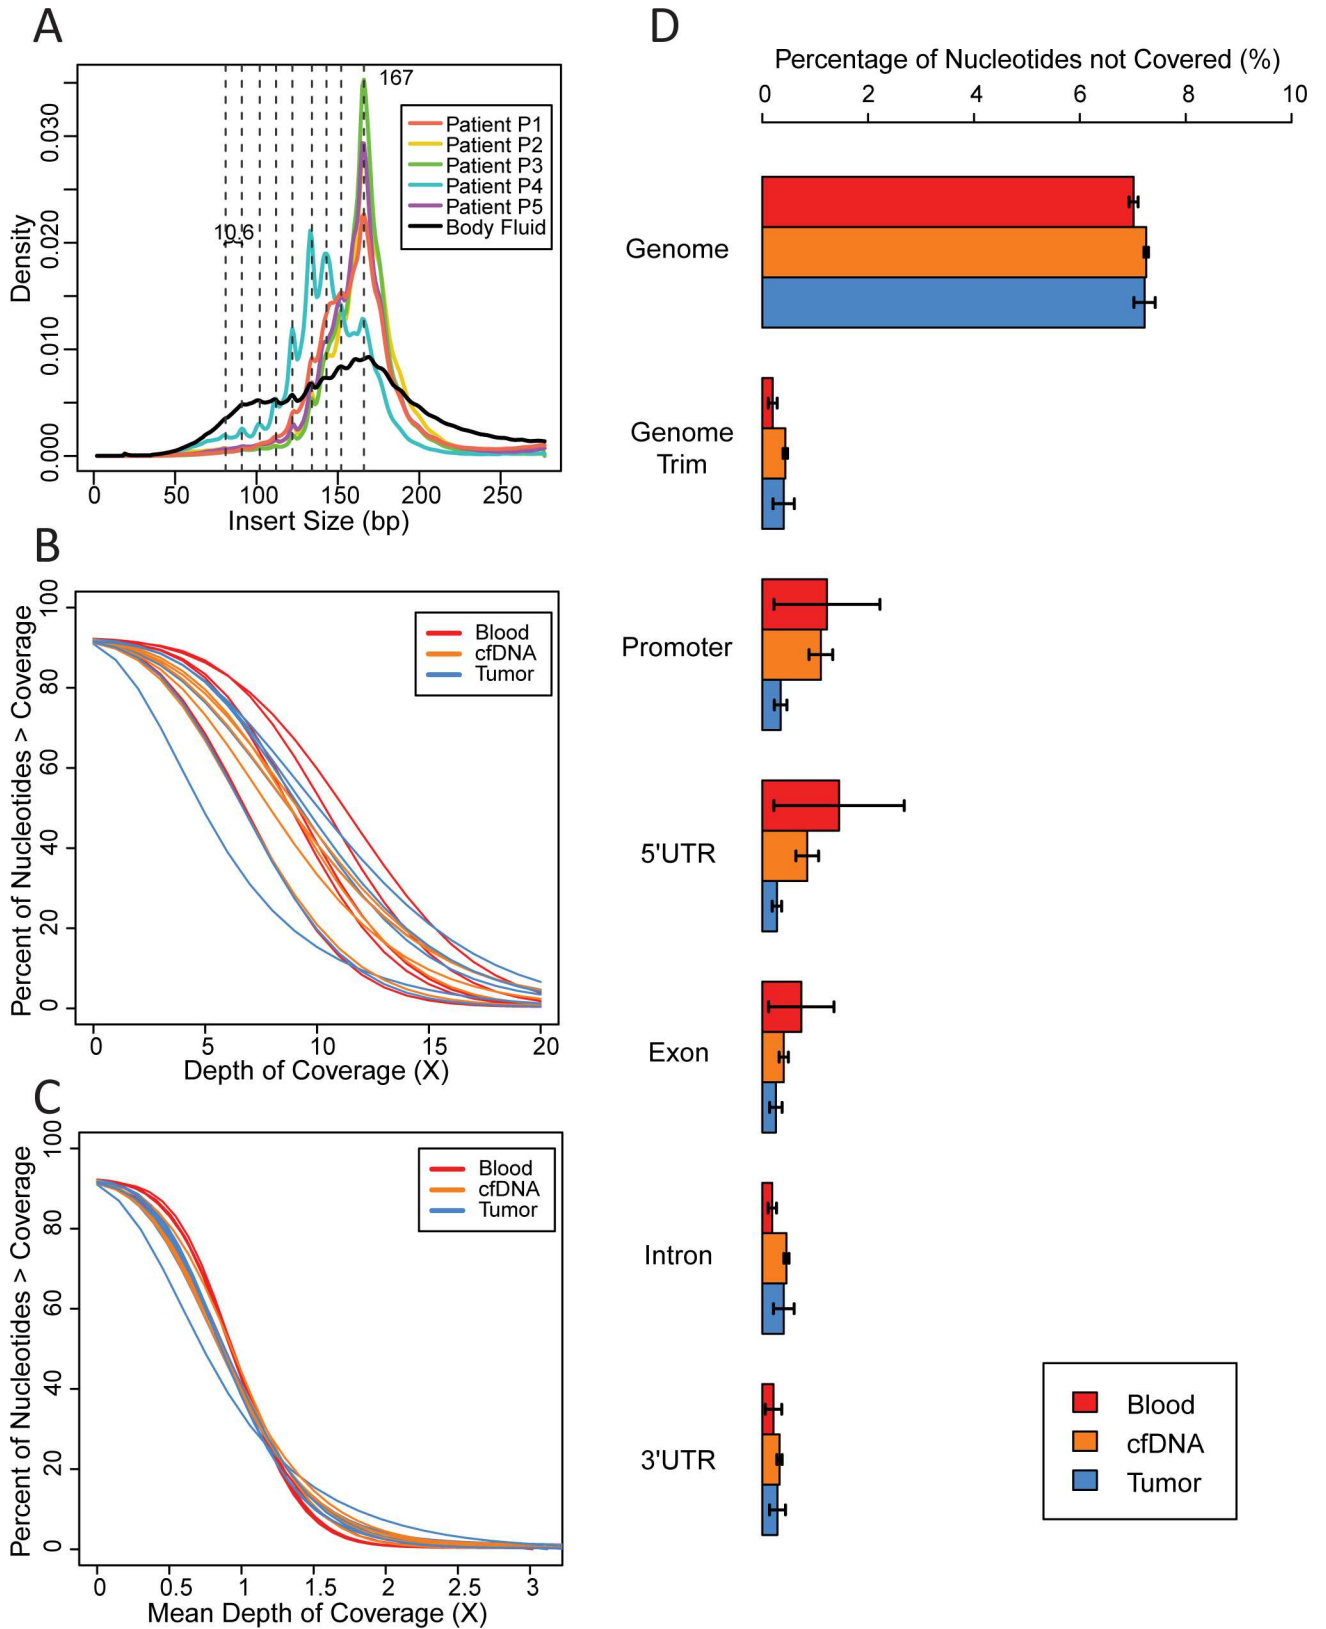 A
167
Patient P1
Patient P2
Patient P3
Patient P4
Patient P5
Body Fluid
10.6
Density
0.000
0.010
0.020
0.030
0 50 100 150 200 250
Insert Size (bp)
B
Blood
cfDNA
Tumor
Percent of Nucleotides > Coverage
0
20
40
60
80
100
0 5 10 15 20
Depth of Coverage (X)
C
Blood
cfDNA
Tumor
Percent of Nucleotides > Coverage
0
20
40
60
80
100
0 0.5 1 1.5 2 2.5 3
Mean Depth of Coverage (X)
D
Percentage of Nucleotides not Covered (%)
0 2 4 6 8 10
Genome
Genome
Trim
Promoter
5'UTR
Exon
Intron
3'UTR
Blood
cfDNA
Tumor